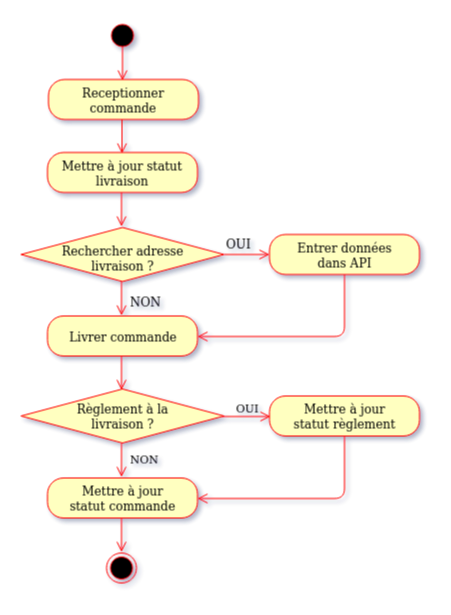 Receptionner
commande
Mettre à jour statut
livraison
Rechercher adresse
livraison ?
OUI
Entrer données
dans API
NON
Livrer commande
Règlement à la
livraison ?
OUI
Mettre à jour
statut règlement
NON
Mettre à jour
statut commande